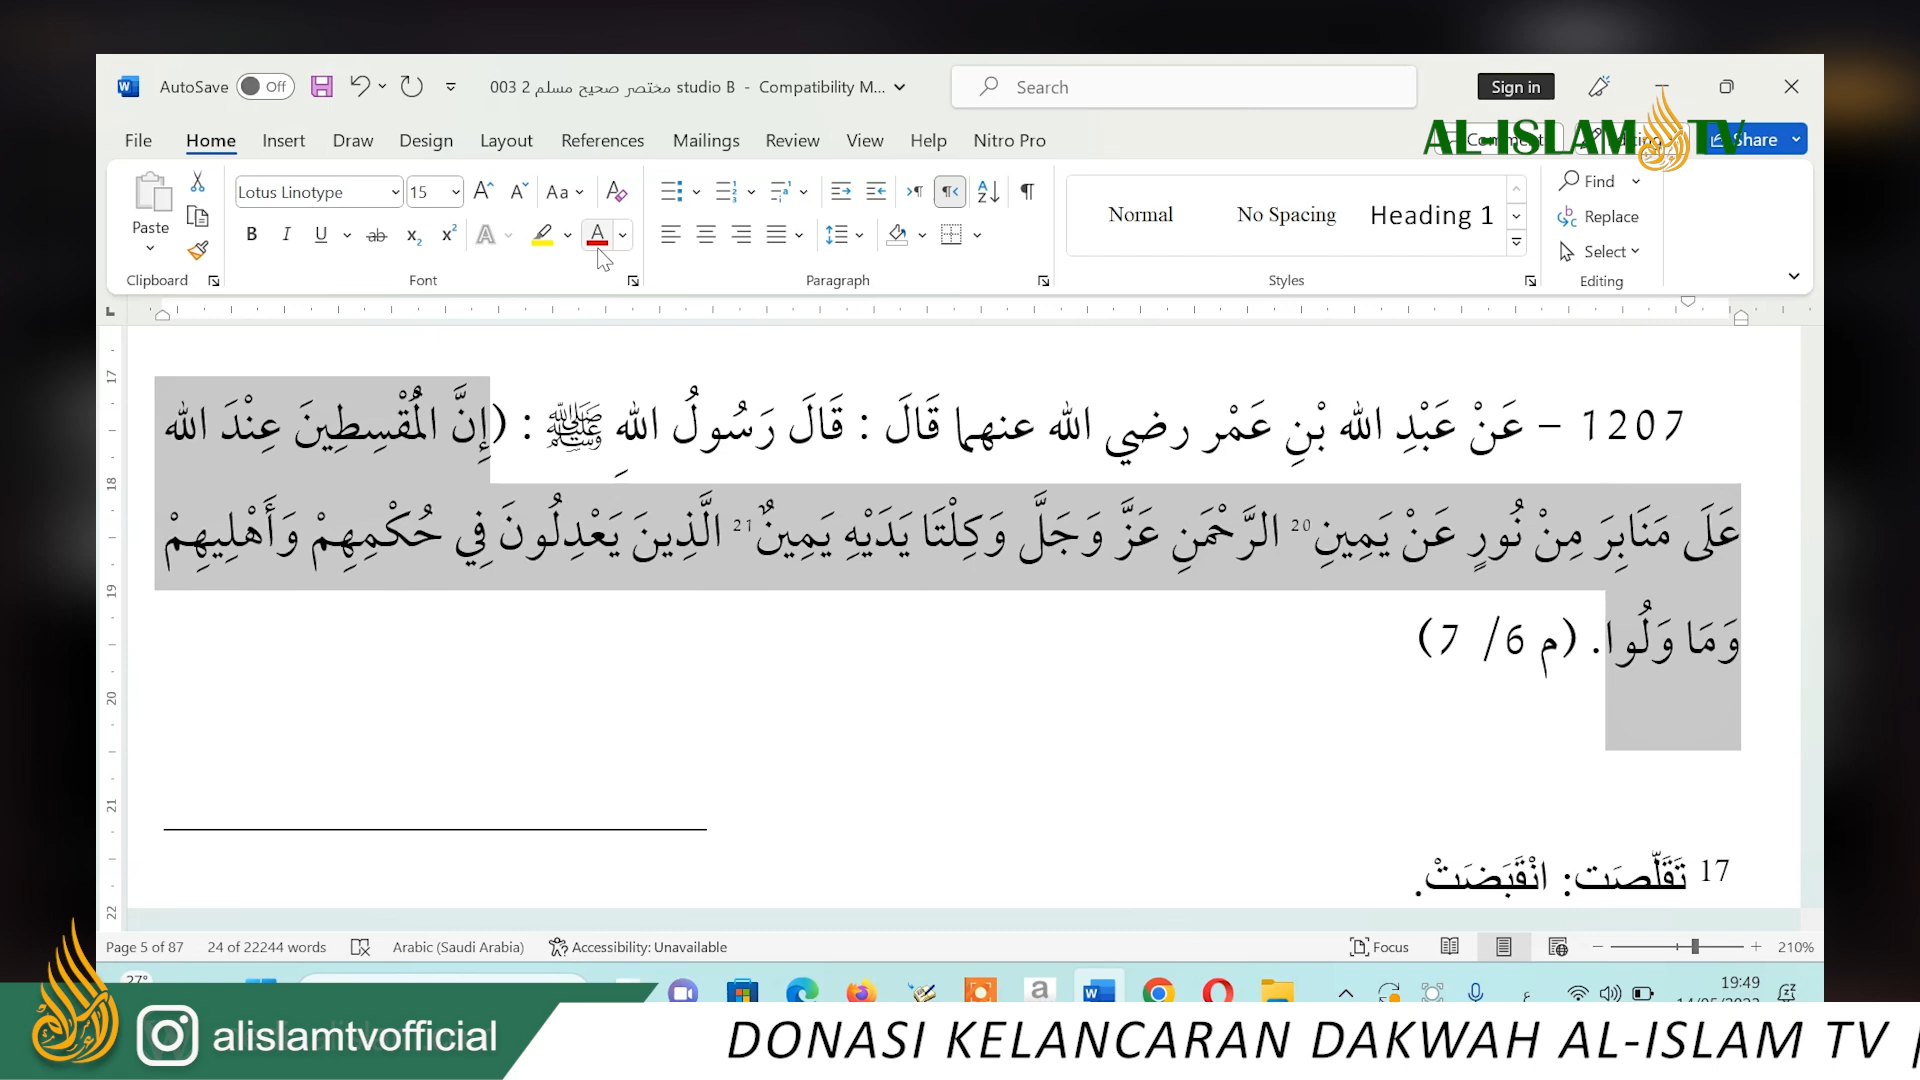 AutoSave Off 003 2 مختصر صحيح مسلم studio B - Compatibility M... Search Sign in
File Home Insert Draw Design Layout References Mailings Review View Help Nitro Pro Share
AL-ISLAM TV
Paste
Clipboard
Lotus Linotype 15
Font
Paragraph
Normal No Spacing Heading 1
Styles
Find
Replace
Select
Editing
1207 – عَنْ عَبْدِ الله بْنِ عَمْر رضي الله عنهما قَالَ : قَالَ رَسُولُ اللهِ ﷺ : (إِنَّ الْمُقْسِطِينَ عِنْدَ الله
عَلَى مَنَابِرَ مِنْ نُورٍ عَنْ يَمِينِ20 الرَّحْمَنِ عَزَّ وَجَلَّ وَكِلْتَا يَدَيْهِ يَمِينٌ21 الَّذِينَ يَعْدِلُونَ فِي حُكْمِهِمْ وَأَهْلِيهِمْ
وَمَا وَلُوا. (م 6/ 7)
17 تَقَلَّصَت: انْقَبَضَتْ.
Page 5 of 87 24 of 22244 words Arabic (Saudi Arabia) Accessibility: Unavailable Focus 210%
27°
19:49
alislamtvofficial
DONASI KELANCARAN DAKWAH AL-ISLAM TV